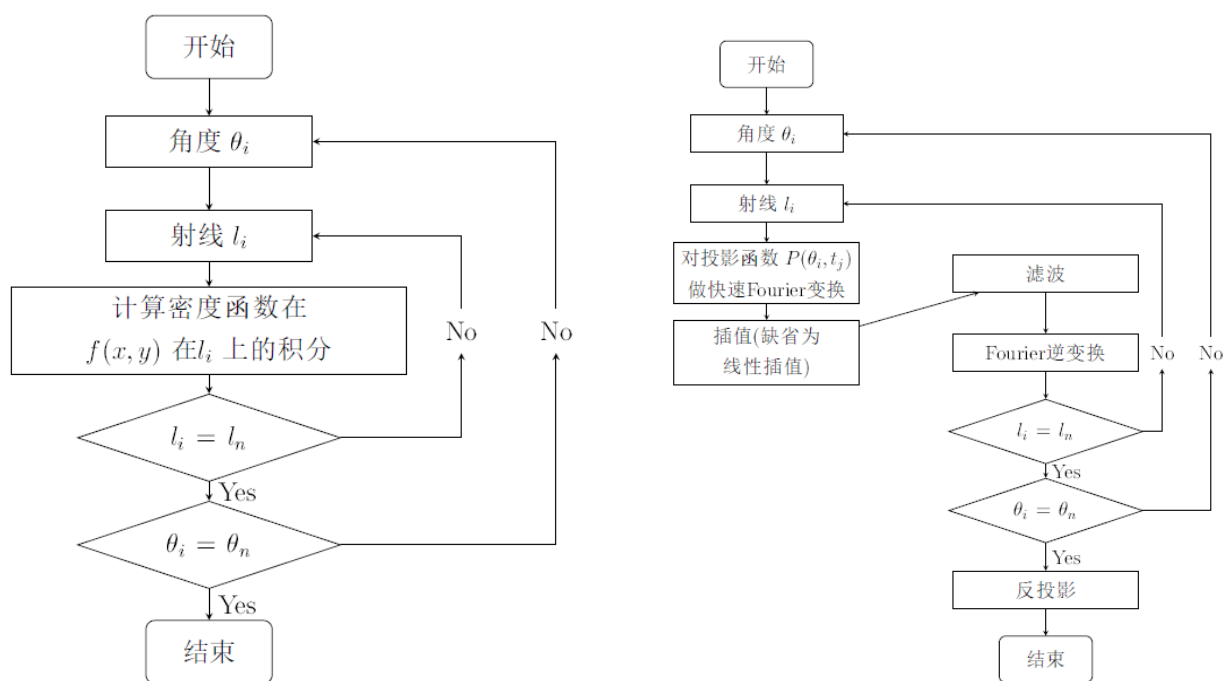 开始
角度 θ_i
射线 l_i
计算密度函数在
f(x, y) 在l_i 上的积分
No
No
l_i = l_n
Yes
θ_i = θ_n
Yes
结束
开始
角度 θ_i
射线 l_i
对投影函数 P(θ_i, t_j)
做快速Fourier变换
插值(缺省为
线性插值)
滤波
Fourier逆变换
No
No
l_i = l_n
Yes
θ_i = θ_n
Yes
反投影
结束